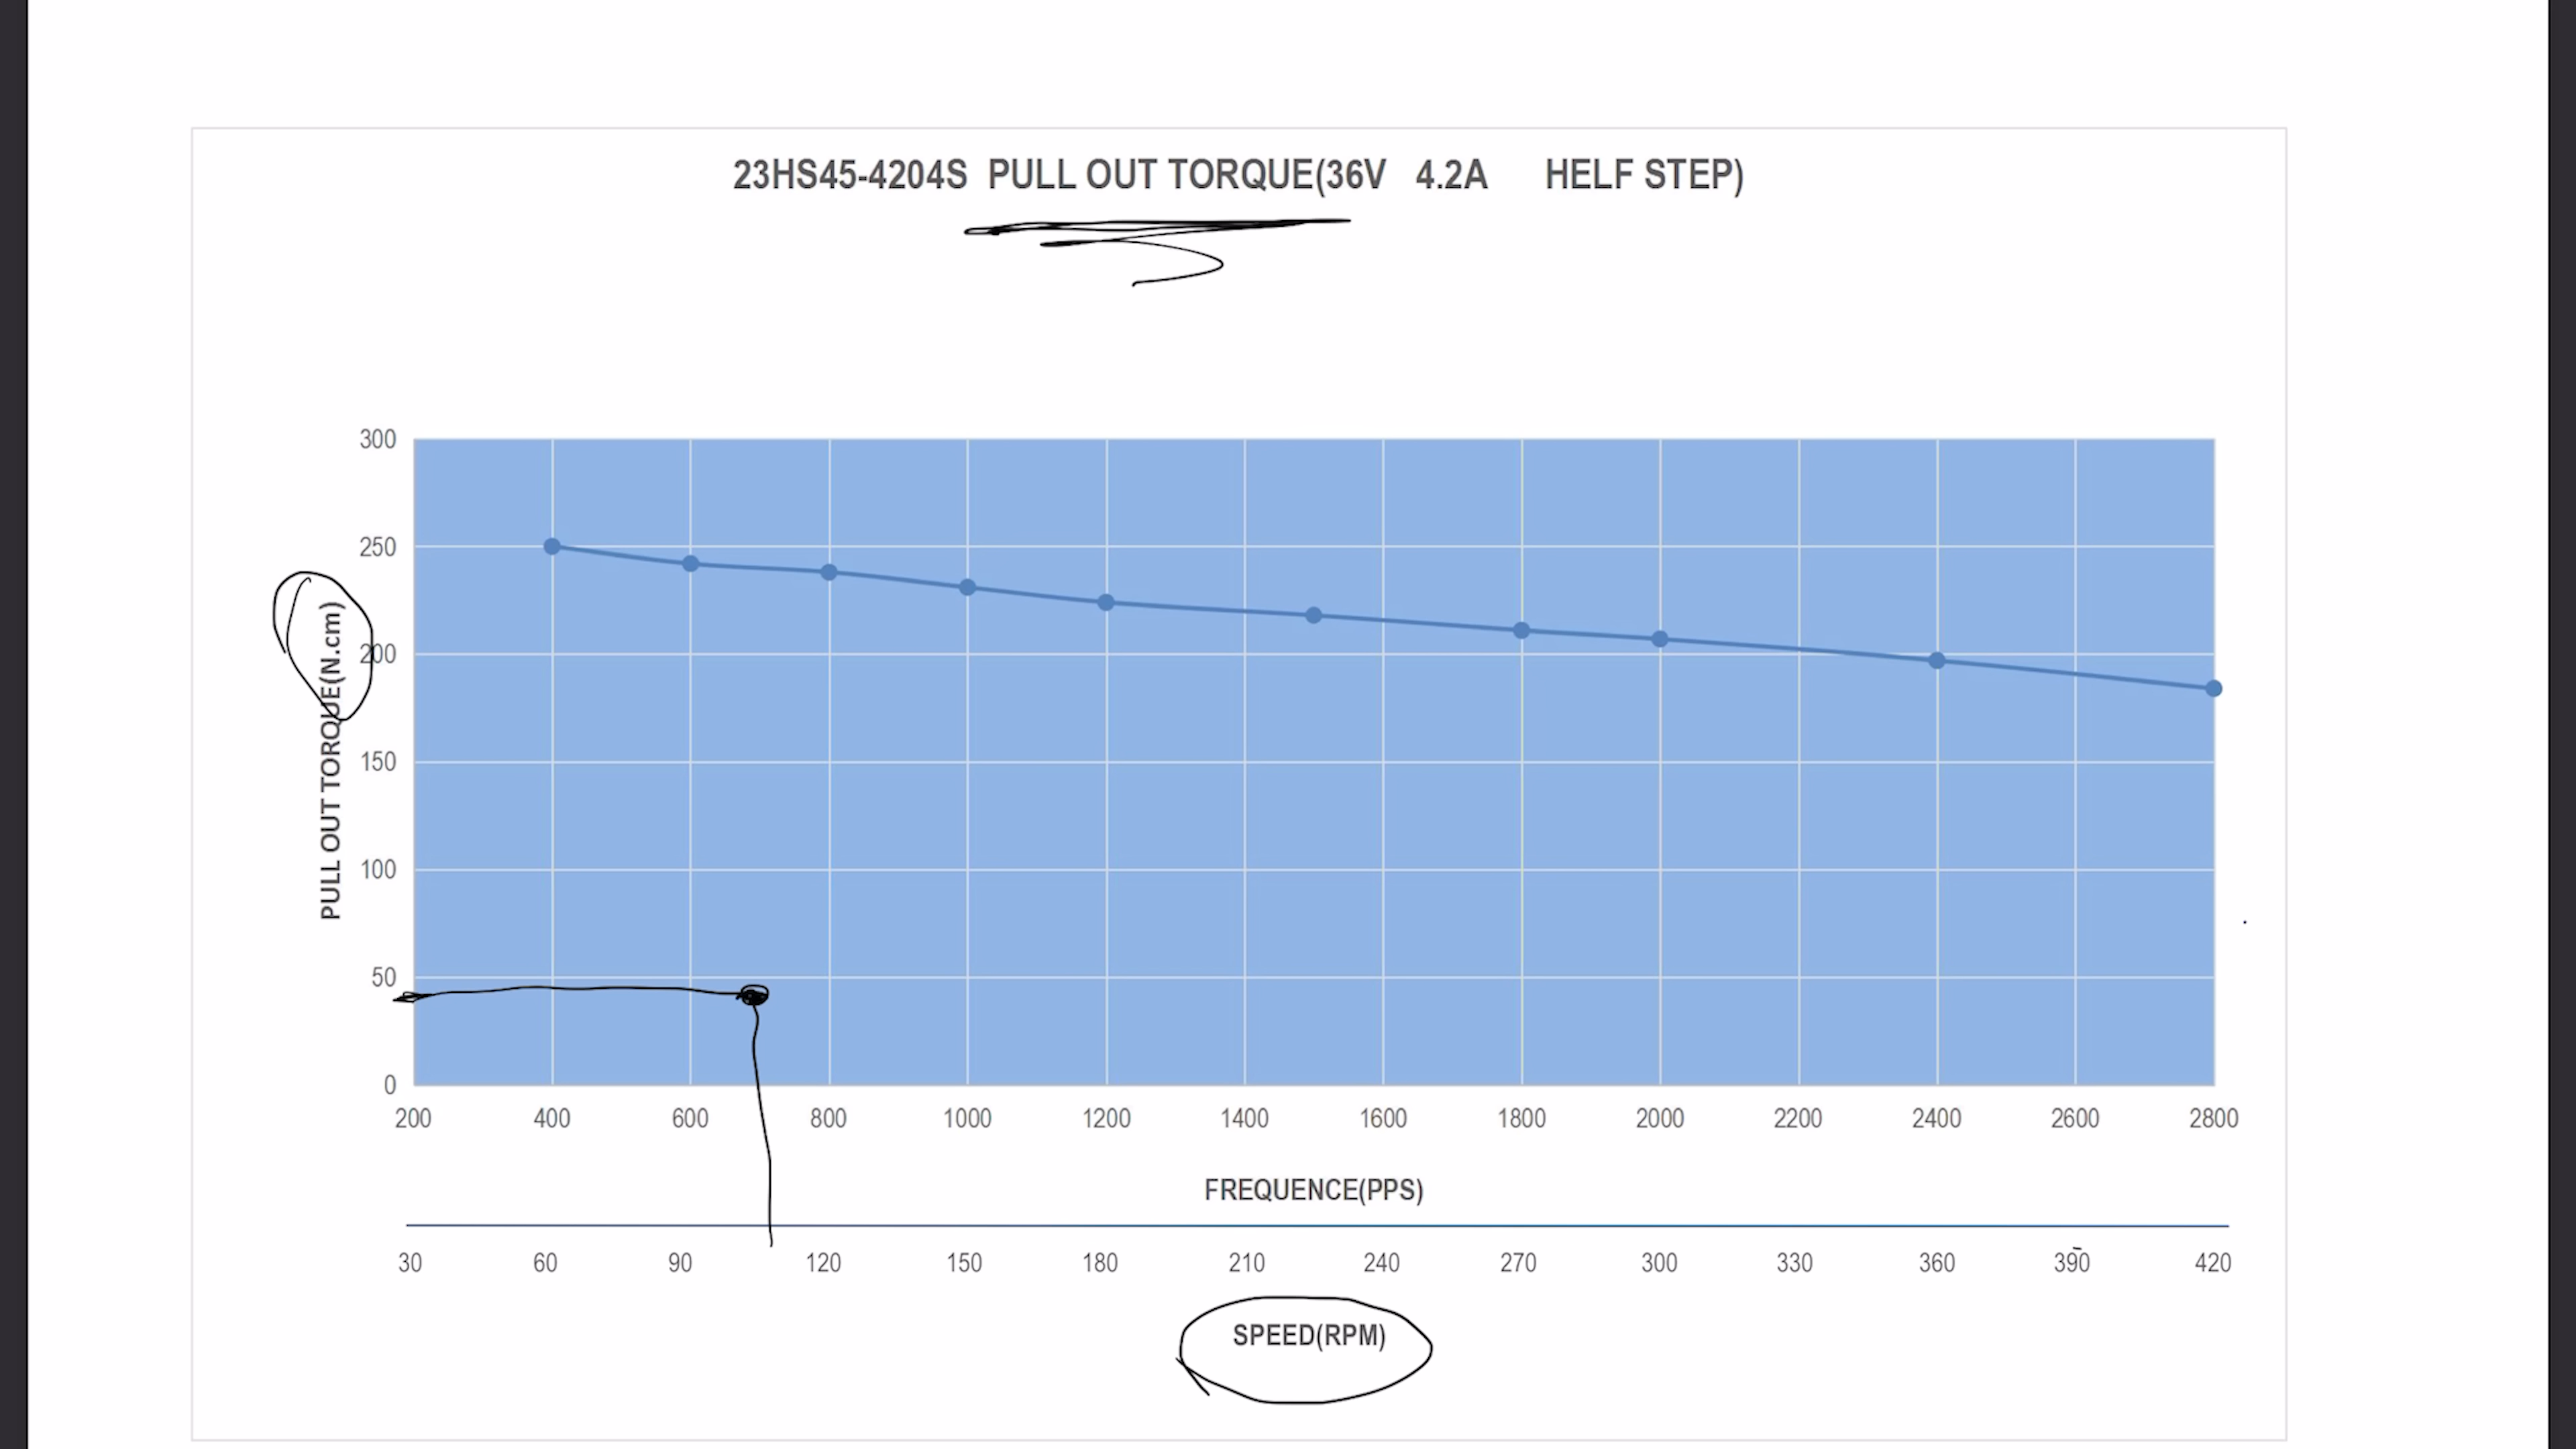 23HS45-4204S PULL OUT TORQUE(36V 4.2A HELF STEP)
PULL OUT TORQUE(N.cm)
300
250
200
150
100
50
0
200 400 600 800 1000 1200 1400 1600 1800 2000 2200 2400 2600 2800
FREQUENCE(PPS)
30 60 90 120 150 180 210 240 270 300 330 360 390 420
SPEED(RPM)